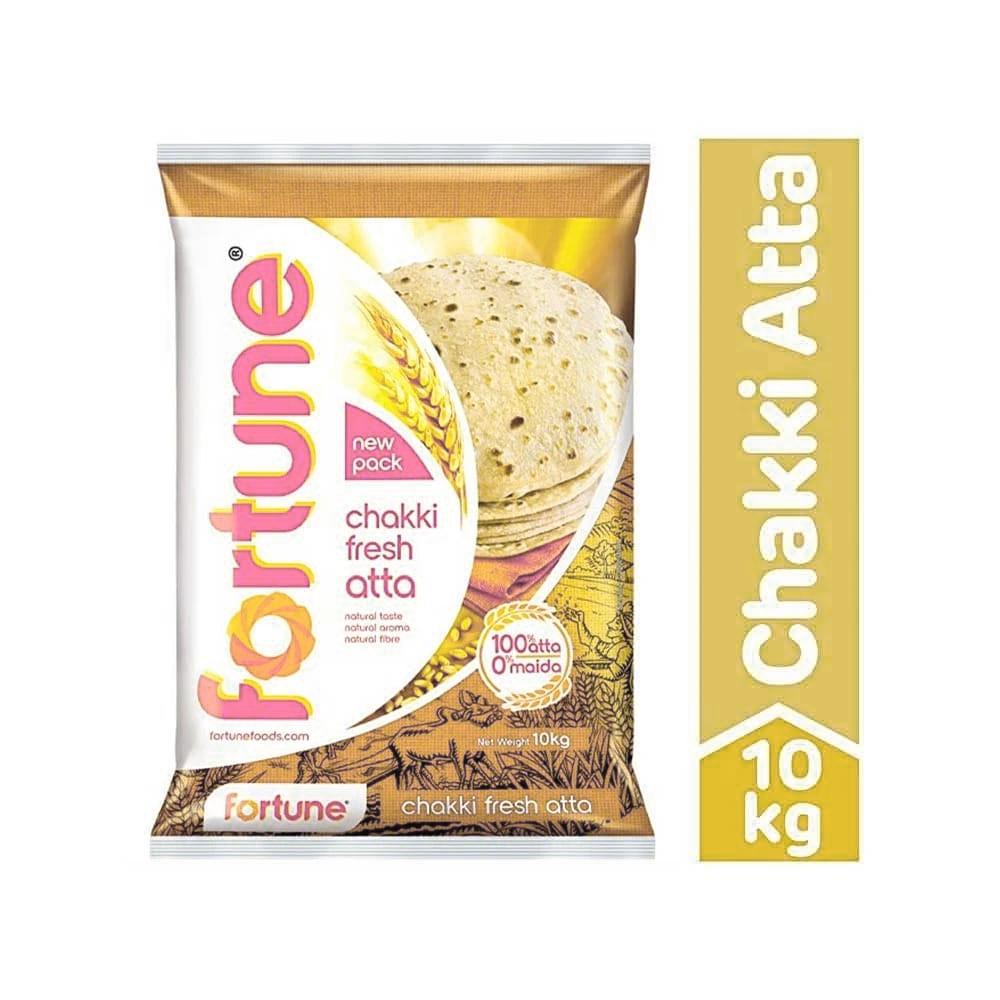 fortune®
new
pack
chakki
fresh
atta
natural taste
natural aroma
natural fibre
100% atta
0% maida
fortunefoods.com
Net Weight 10kg
fortune®
chakki fresh atta
Chakki Atta
10
kg